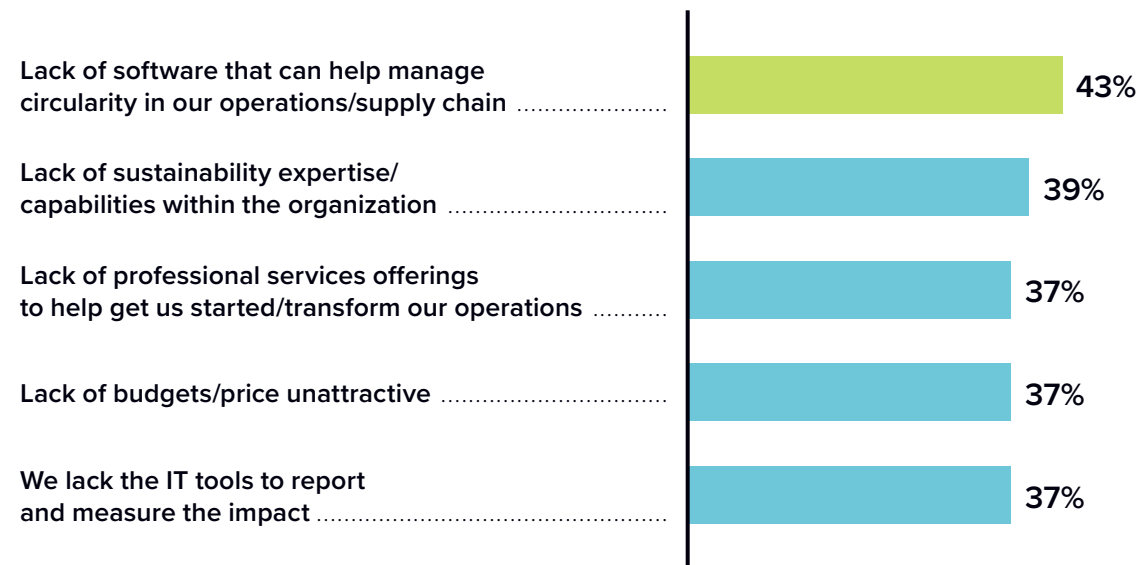 Lack of software that can help manage
circularity in our operations/supply chain ...................... 43%
Lack of sustainability expertise/
capabilities within the organization ................................ 39%
Lack of professional services offerings
to help get us started/transform our operations ........... 37%
Lack of budgets/price unattractive ................................. 37%
We lack the IT tools to report
and measure the impact ................................................... 37%